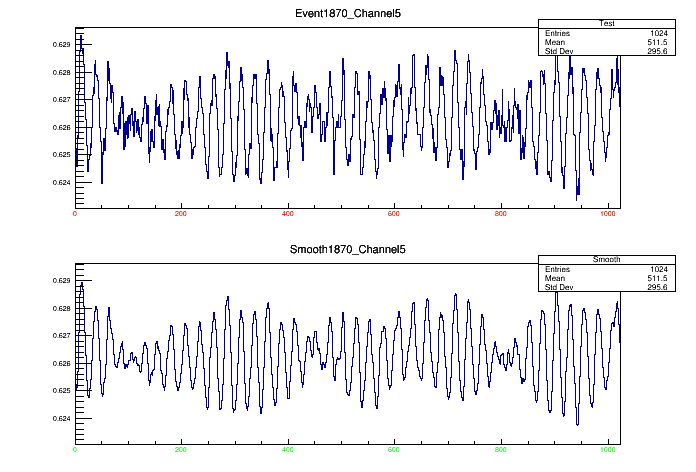 Event1870_Channel5
Test
Entries 1024
Mean 511.5
Std Dev 295.6
0.629
0.628
0.627
0.626
0.625
0.624
0 200 400 600 800 1000
Smooth1870_Channel5
Smooth
Entries 1024
Mean 511.5
Std Dev 295.6
0.629
0.628
0.627
0.626
0.625
0.624
0 200 400 600 800 1000